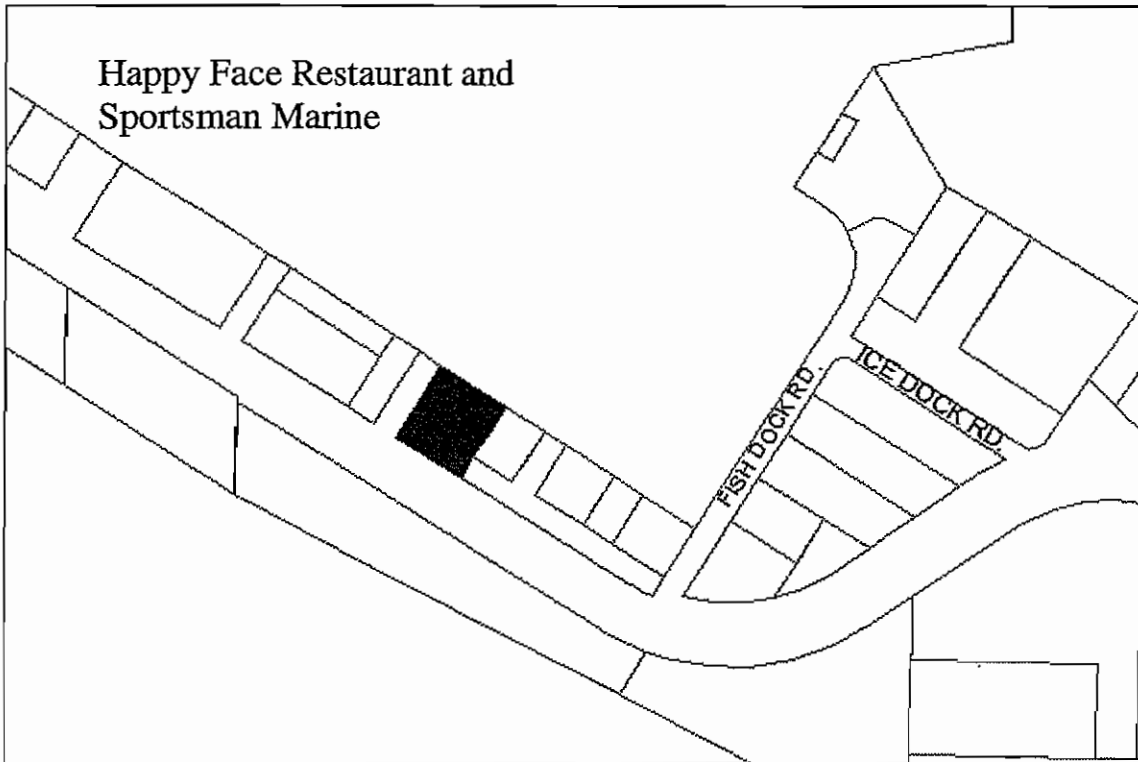 Happy Face Restaurant and
Sportsman Marine
ICE DOCK RD.
FISH DOCK RD.